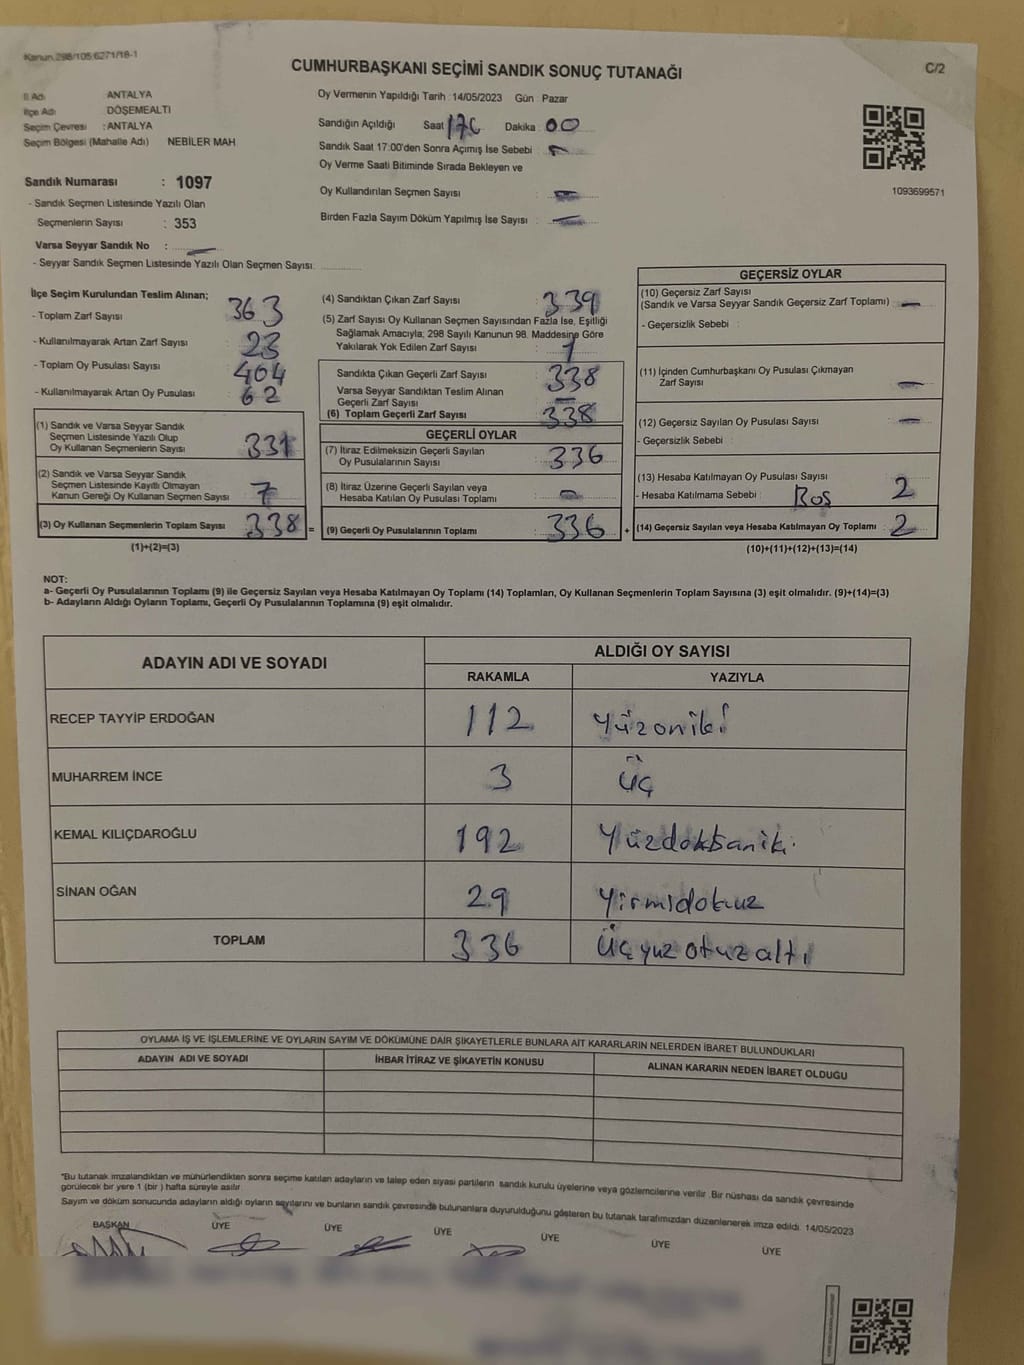 Kanun.298/105;6271/18-1
CUMHURBAŞKANI SEÇİMİ SANDIK SONUÇ TUTANAĞI
C/2
İl Adı : ANTALYA
İlçe Adı : DÖŞEMEALTI
Seçim Çevresi : ANTALYA
Seçim Bölgesi (Mahalle Adı) NEBİLER MAH
Sandık Numarası : 1097
- Sandık Seçmen Listesinde Yazılı Olan
Seçmenlerin Sayısı : 353
Varsa Seyyar Sandık No :
- Seyyar Sandık Seçmen Listesinde Yazılı Olan Seçmen Sayısı:
Oy Vermenin Yapıldığı Tarih : 14/05/2023 Gün : Pazar
Sandığın Açıldığı Saat Dakika : 00
Sandık Saat 17:00'den Sonra Açımış İse Sebebi :
Oy Verme Saati Bitiminde Sırada Bekleyen ve
Oy Kullandırılan Seçmen Sayısı :
Birden Fazla Sayım Döküm Yapılmış İse Sayısı :
1093699571
İlçe Seçim Kurulundan Teslim Alınan;
- Toplam Zarf Sayısı : 363
- Kullanılmayarak Artan Zarf Sayısı : 23
- Toplam Oy Pusulası Sayısı : 404
- Kullanılmayarak Artan Oy Pusulası : 62
(1) Sandık ve Varsa Seyyar Sandık
Seçmen Listesinde Yazılı Olup
Oy Kullanan Seçmenlerin Sayısı : 331
(2) Sandık ve Varsa Seyyar Sandık
Seçmen Listesinde Kayıtlı Olmayan
Kanun Gereği Oy Kullanan Seçmen Sayısı : 7
(3) Oy Kullanan Seçmenlerin Toplam Sayısı : 338 =
(1)+(2)=(3)
(4) Sandıktan Çıkan Zarf Sayısı : 339
(5) Zarf Sayısı Oy Kullanan Seçmen Sayısından Fazla İse, Eşitliği
Sağlamak Amacıyla; 298 Sayılı Kanunun 98. Maddesine Göre
Yakılarak Yok Edilen Zarf Sayısı : 1
Sandıkta Çıkan Geçerli Zarf Sayısı : 338
Varsa Seyyar Sandıktan Teslim Alınan
Geçerli Zarf Sayısı :
(6) Toplam Geçerli Zarf Sayısı : 338
GEÇERLİ OYLAR
(7) İtiraz Edilmeksizin Geçerli Sayılan
Oy Pusulalarının Sayısı : 336
(8) İtiraz Üzerine Geçerli Sayılan veya
Hesaba Katılan Oy Pusulası Toplamı :
(9) Geçerli Oy Pusulalarının Toplamı : 336 +
GEÇERSİZ OYLAR
(10) Geçersiz Zarf Sayısı
(Sandık ve Varsa Seyyar Sandık Geçersiz Zarf Toplamı) :
- Geçersizlik Sebebi :
(11) İçinden Cumhurbaşkanı Oy Pusulası Çıkmayan
Zarf Sayısı :
(12) Geçersiz Sayılan Oy Pusulası Sayısı :
- Geçersizlik Sebebi :
(13) Hesaba Katılmayan Oy Pusulası Sayısı : 2
- Hesaba Katılmama Sebebi : Boş
(14) Geçersiz Sayılan veya Hesaba Katılmayan Oy Toplamı : 2
(10)+(11)+(12)+(13)=(14)
NOT:
a- Geçerli Oy Pusulalarının Toplamı (9) ile Geçersiz Sayılan veya Hesaba Katılmayan Oy Toplamı (14) Toplamları, Oy Kullanan Seçmenlerin Toplam Sayısına (3) eşit olmalıdır. (9)+(14)=(3)
b- Adayların Aldığı Oyların Toplamı, Geçerli Oy Pusulalarının Toplamına (9) eşit olmalıdır.
ADAYIN ADI VE SOYADI ALDIĞI OY SAYISI
RAKAMLA YAZIYLA
RECEP TAYYİP ERDOĞAN 112 Yüzoniki
MUHARREM İNCE 3 üç
KEMAL KILIÇDAROĞLU 192 Yüzdoksaniki
SİNAN OĞAN 29 Yirmidokuz
TOPLAM 336 Üçyuzotuzaltı
OYLAMA İŞ VE İŞLEMLERİNE VE OYLARIN SAYIM VE DÖKÜMÜNE DAİR ŞİKAYETLERLE BUNLARA AİT KARARLARIN NELERDEN İBARET BULUNDUKLARI
ADAYIN ADI VE SOYADI İHBAR İTİRAZ VE ŞİKAYETİN KONUSU ALINAN KARARIN NEDEN İBARET OLDUĞU
*Bu tutanak imzalandıktan ve mühürlendikten sonra seçime katılan adayların ve talep eden siyasi partilerin sandık kurulu üyelerine veya gözlemcilerine verilir. Bir nüshası da sandık çevresinde
görülecek bir yere 1 (bir ) hafta süreyle asılır.
Sayım ve döküm sonucunda adayların aldığı oyların sayılarını ve bunların sandık çevresinde bulunanlara duyurulduğunu gösteren bu tutanak tarafımızdan düzenlenerek imza edildi. 14/05/2023
BAŞKAN ÜYE ÜYE ÜYE ÜYE ÜYE ÜYE